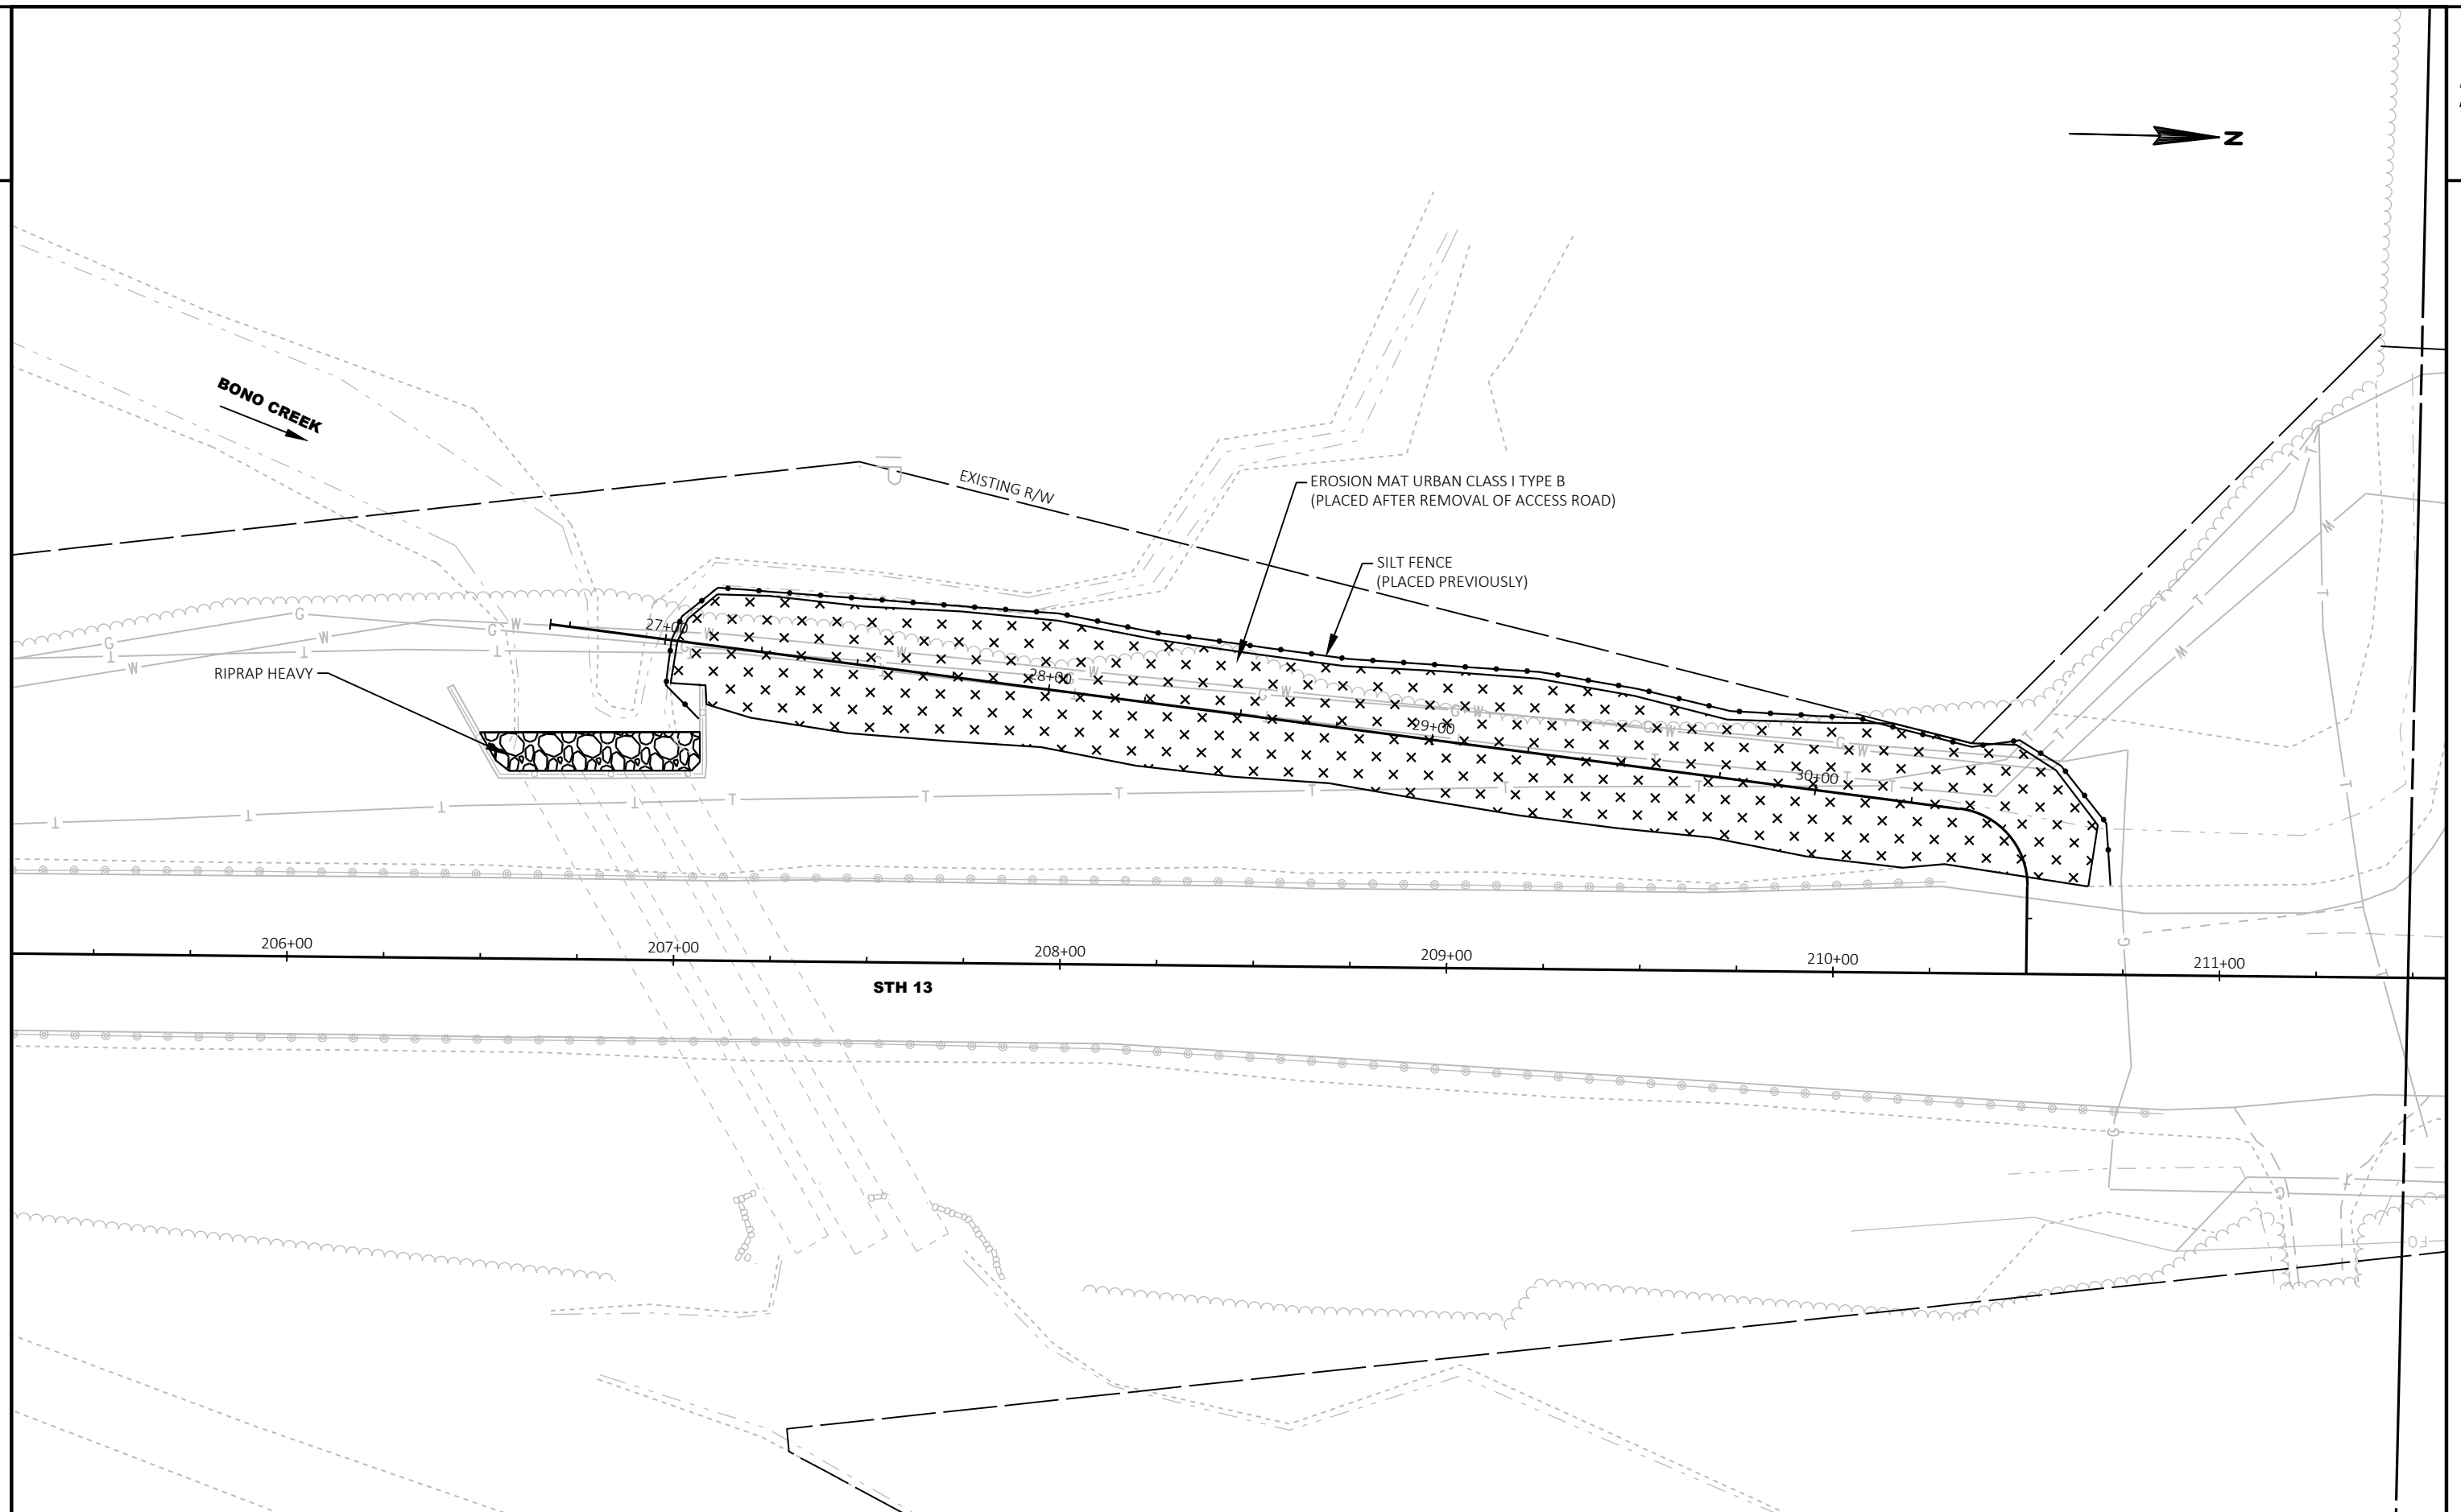 N
BONO CREEK
EXISTING R/W
EROSION MAT URBAN CLASS I TYPE B
(PLACED AFTER REMOVAL OF ACCESS ROAD)
SILT FENCE
(PLACED PREVIOUSLY)
27+00
RIPRAP HEAVY
28+00
29+00
30+00
206+00
207+00
208+00
209+00
210+00
211+00
STH 13